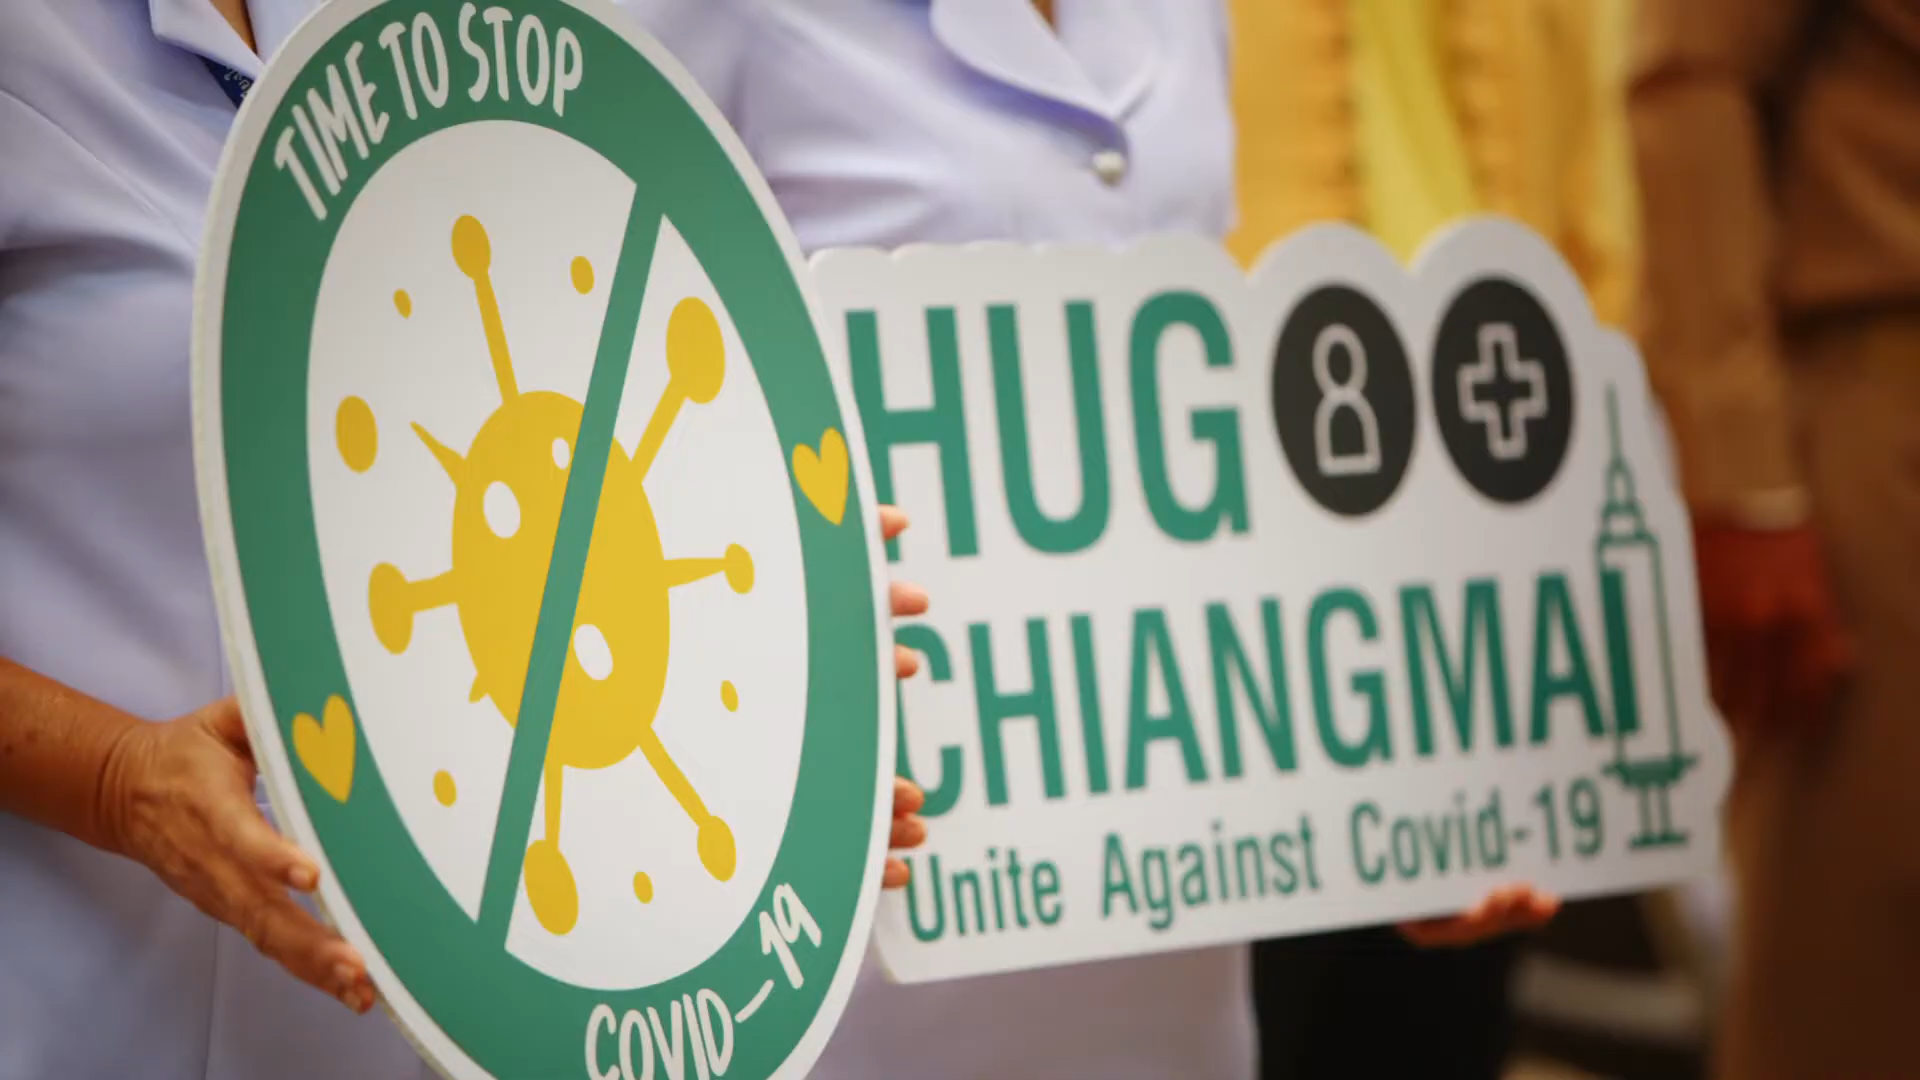 TIME TO STOP
COVID-19
HUG
CHIANGMAI
Unite Against Covid-19